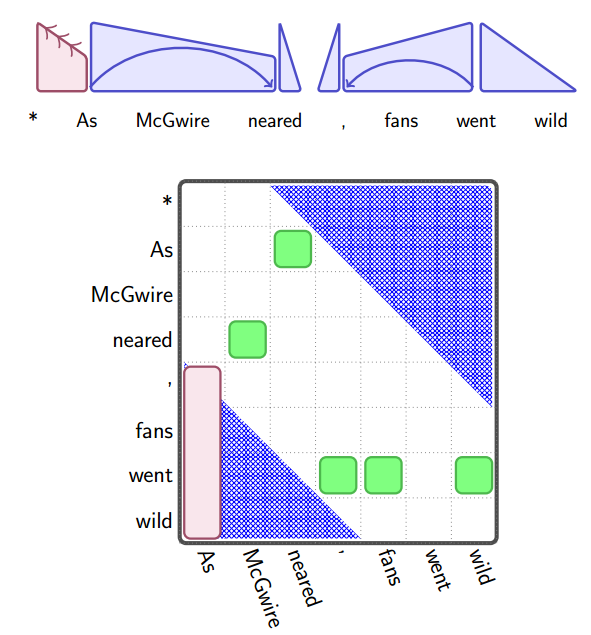 * As McGwire neared , fans went wild
*
As
McGwire
neared
,
fans
went
wild
As McGwire neared , fans went wild